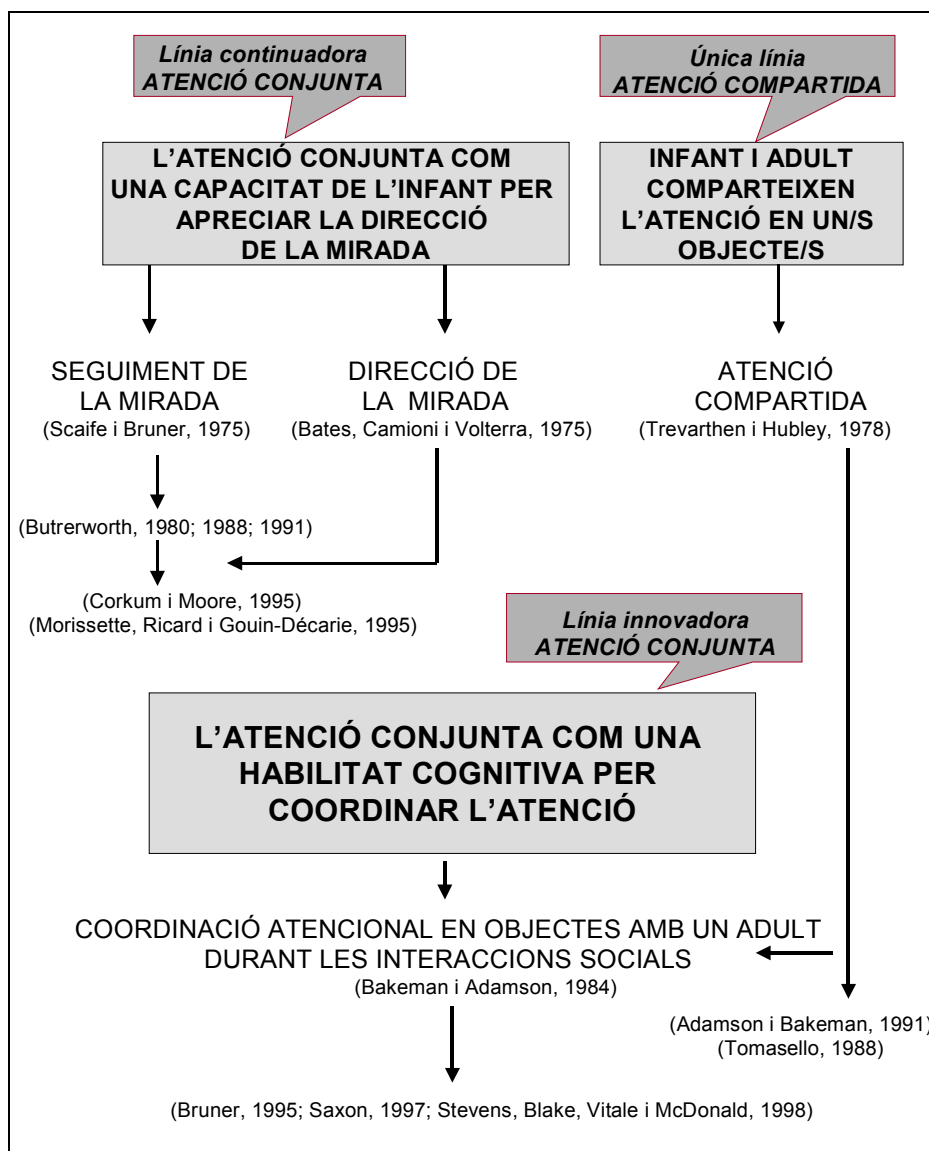 Línia continuadora
ATENCIÓ CONJUNTA
Única línia
ATENCIÓ COMPARTIDA
L'ATENCIÓ CONJUNTA COM
UNA CAPACITAT DE L'INFANT PER
APRECIAR LA DIRECCIÓ
DE LA MIRADA
INFANT I ADULT
COMPARTEIXEN
L'ATENCIÓ EN UN/S
OBJECTE/S
SEGUIMENT DE
LA MIRADA
(Scaife i Bruner, 1975)
DIRECCIÓ DE
LA MIRADA
(Bates, Camioni i Volterra, 1975)
ATENCIÓ
COMPARTIDA
(Trevarthen i Hubley, 1978)
(Butrerworth, 1980; 1988; 1991)
(Corkum i Moore, 1995)
(Morissette, Ricard i Gouin-Décarie, 1995)
Línia innovadora
ATENCIÓ CONJUNTA
L'ATENCIÓ CONJUNTA COM UNA
HABILITAT COGNITIVA PER
COORDINAR L'ATENCIÓ
COORDINACIÓ ATENCIONAL EN OBJECTES AMB UN ADULT
DURANT LES INTERACCIONS SOCIALS
(Bakeman i Adamson, 1984)
(Adamson i Bakeman, 1991)
(Tomasello, 1988)
(Bruner, 1995; Saxon, 1997; Stevens, Blake, Vitale i McDonald, 1998)